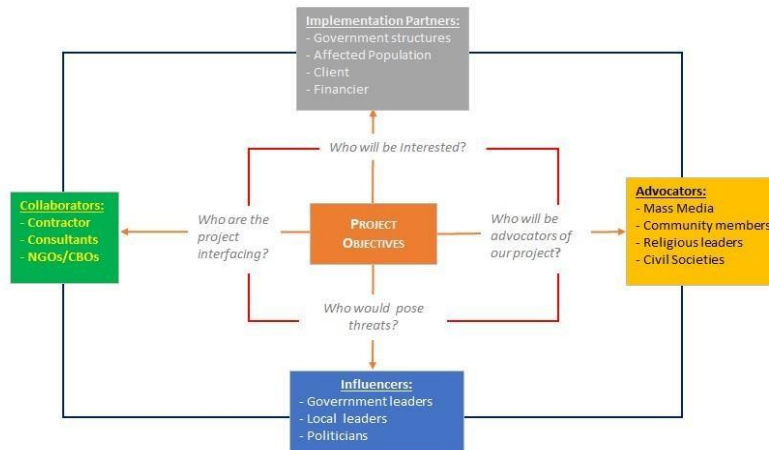 Implementation Partners:
- Government structures
- Affected Population
- Client
- Financier
Who will be Interested?
Collaborators:
- Contractor
- Consultants
- NGOs/CBOs
Who are the
project
interfacing?
PROJECT
OBJECTIVES
Who will be
advocators of
our project?
Advocators:
- Mass Media
- Community members
- Religious leaders
- Civil Societies
Who would pose
threats?
Influencers:
- Government leaders
- Local leaders
- Politicians